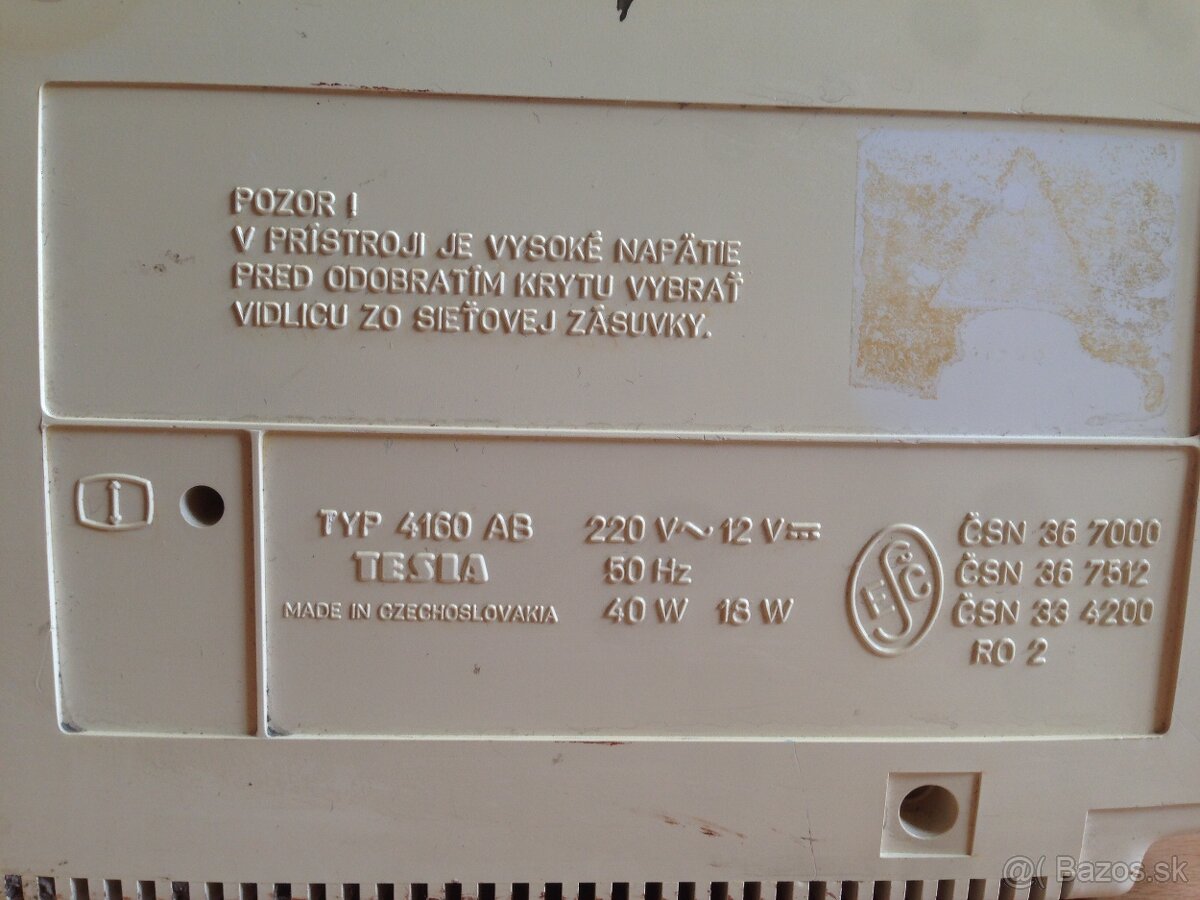 POZOR !
V PRÍSTROJI JE VYSOKÉ NAPÄTIE
PRED ODOBRATÍM KRYTU VYBRAŤ
VIDLICU ZO SIEŤOVEJ ZÁSUVKY.
TYP 4160 AB
TESLA
MADE IN CZECHOSLOVAKIA
220 V~ 12 V⎓
50 Hz
40 W 18 W
ESČ
ČSN 36 7000
ČSN 36 7512
ČSN 33 4200
RO 2
@( Bazos.sk